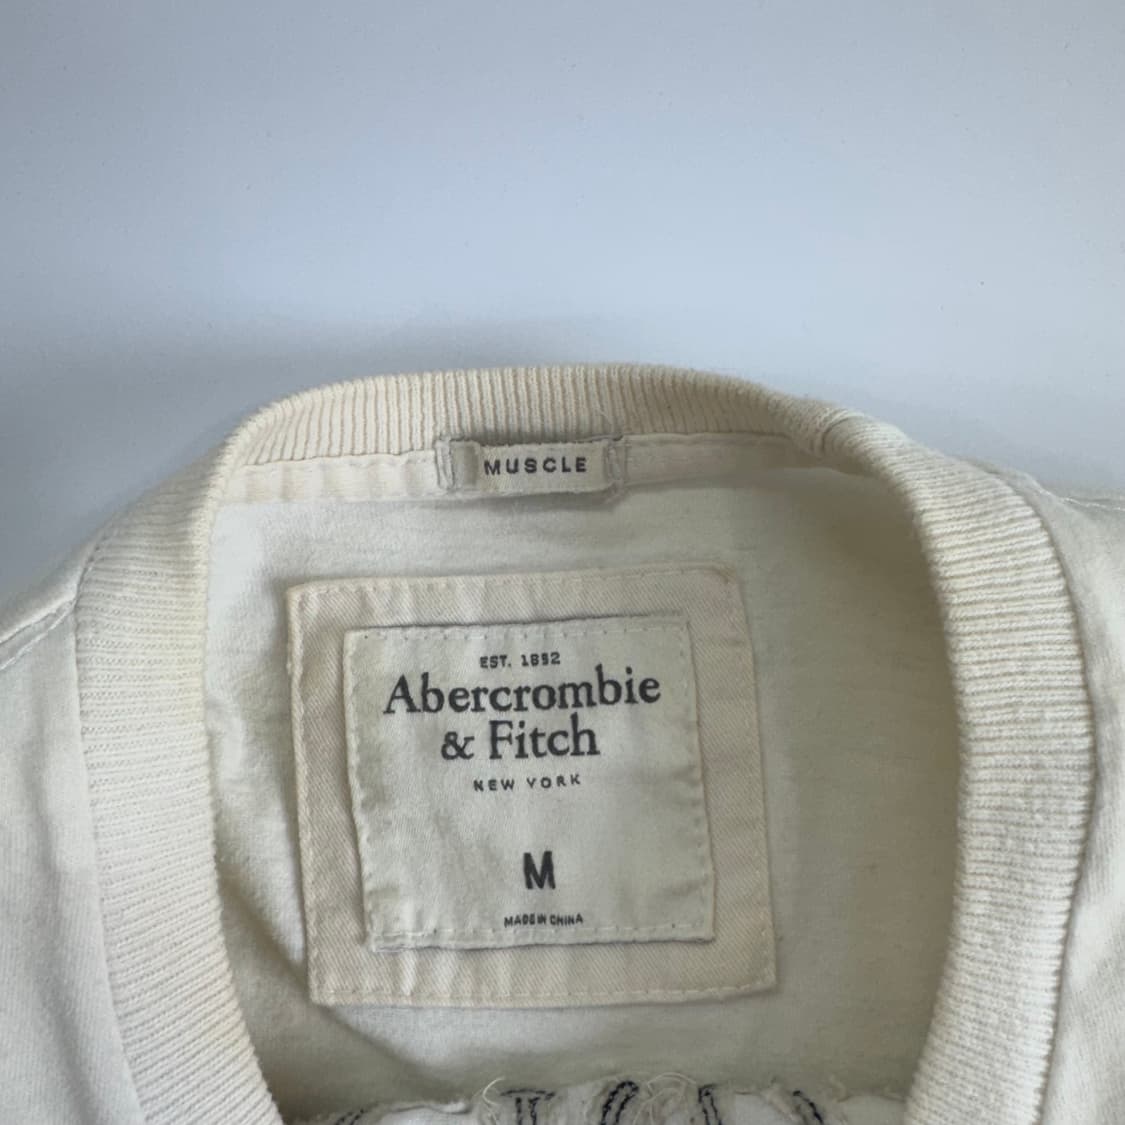 MUSCLE
EST. 1892
Abercrombie
& Fitch
NEW YORK
M
MADE IN CHINA